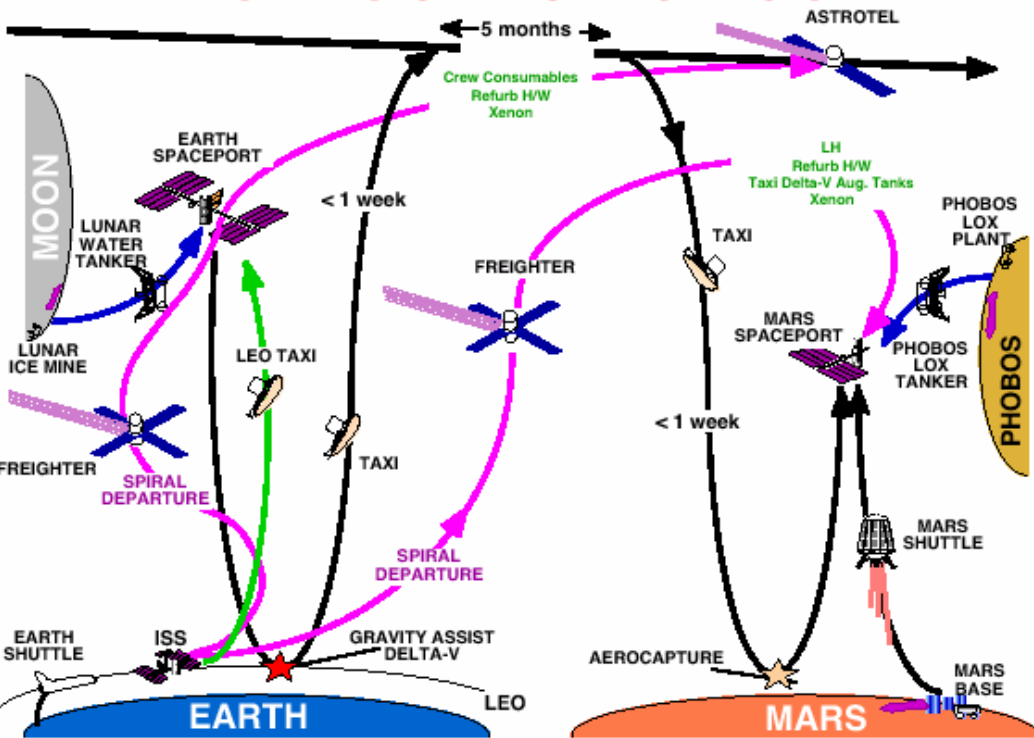 ASTROTEL
5 months
Crew Consumables
Refurb H/W
Xenon
EARTH
SPACEPORT
MOON
< 1 week
LH
Refurb H/W
Taxi Delta-V Aug. Tanks
Xenon
PHOBOS
LOX
PLANT
LUNAR
WATER
TANKER
TAXI
FREIGHTER
MARS
SPACEPORT
LUNAR
ICE MINE
LEO TAXI
PHOBOS
LOX
TANKER
PHOBOS
< 1 week
TAXI
FREIGHTER
SPIRAL
DEPARTURE
MARS
SHUTTLE
SPIRAL
DEPARTURE
EARTH
SHUTTLE
ISS
GRAVITY ASSIST
DELTA-V
AEROCAPTURE
MARS
BASE
LEO
EARTH
MARS